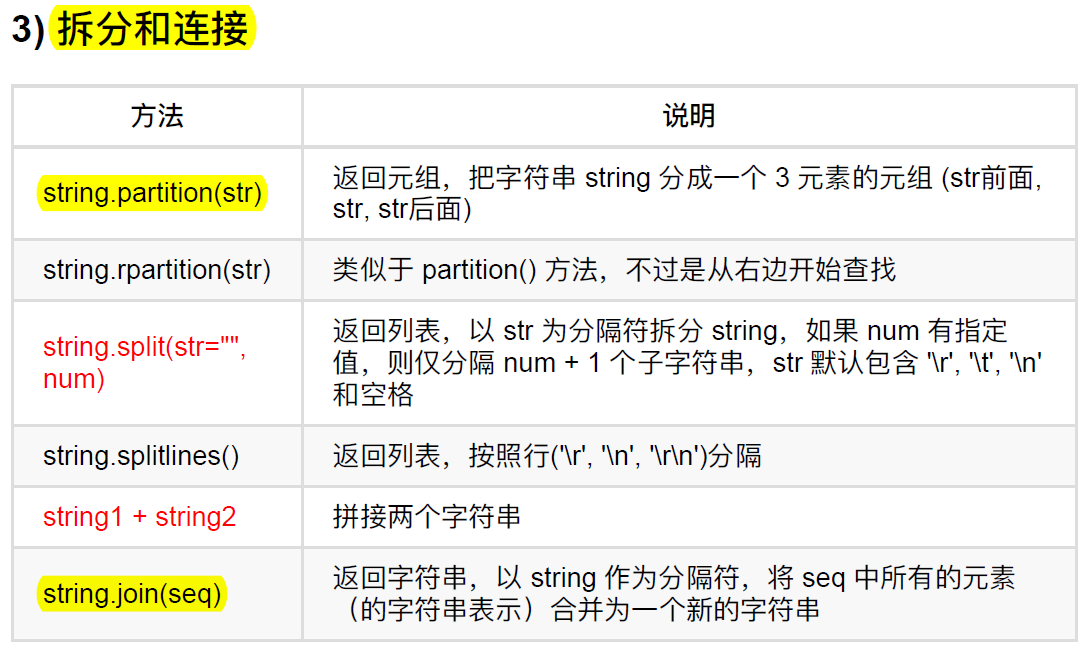 3) 拆分和连接
方法
说明
string.partition(str)
返回元组，把字符串 string 分成一个 3 元素的元组 (str前面,
str, str后面)
string.rpartition(str)
类似于 partition() 方法，不过是从右边开始查找
string.split(str="",
num)
返回列表，以 str 为分隔符拆分 string，如果 num 有指定
值，则仅分隔 num + 1 个子字符串，str 默认包含 '\r', '\t', '\n'
和空格
string.splitlines()
返回列表，按照行('\r', '\n', '\r\n')分隔
string1 + string2
拼接两个字符串
string.join(seq)
返回字符串，以 string 作为分隔符，将 seq 中所有的元素
（的字符串表示）合并为一个新的字符串